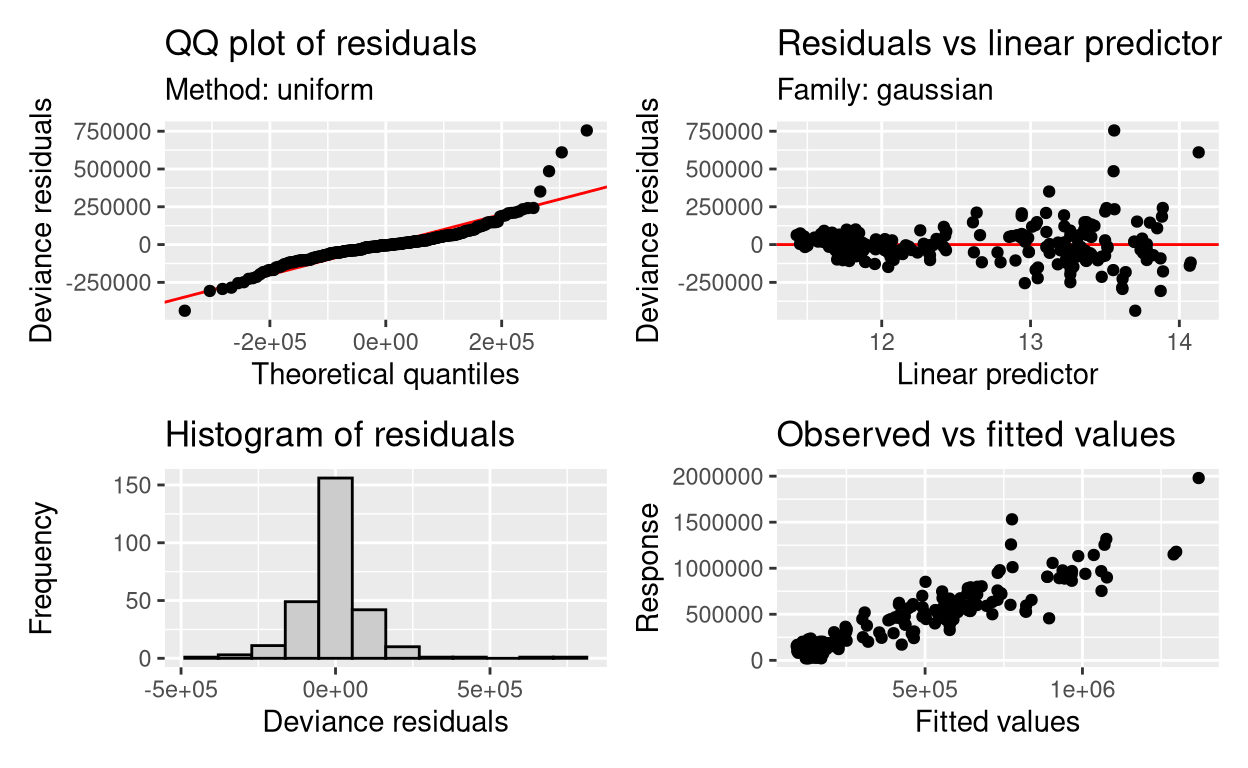 QQ plot of residuals
Method: uniform
Deviance residuals
750000
500000
250000
0
-250000
-2e+05
0e+00
2e+05
Theoretical quantiles
Residuals vs linear predictor
Family: gaussian
Deviance residuals
750000
500000
250000
0
-250000
12
13
14
Linear predictor
Histogram of residuals
Frequency
150
100
50
0
-5e+05
0e+00
5e+05
Deviance residuals
Observed vs fitted values
Response
2000000
1500000
1000000
500000
0
5e+05
1e+06
Fitted values